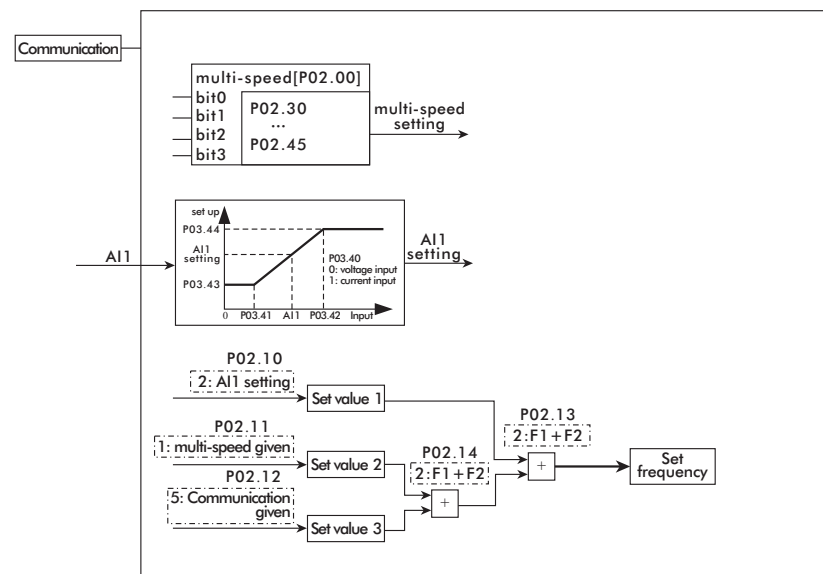 Communication
multi-speed[P02.00]
bit0
bit1
bit2
bit3
P02.30
...
P02.45
multi-speed
setting
AI1
set up
P03.44
AI1
setting
P03.43
P03.40
0: voltage input
1: current input
0
P03.41
AI1
P03.42
Input
AI1
setting
P02.10
2: AI1 setting
Set value 1
P02.11
1: multi-speed given
Set value 2
P02.12
5: Communication
given
Set value 3
P02.14
2:F1+F2
+
P02.13
2:F1+F2
+
Set
frequency